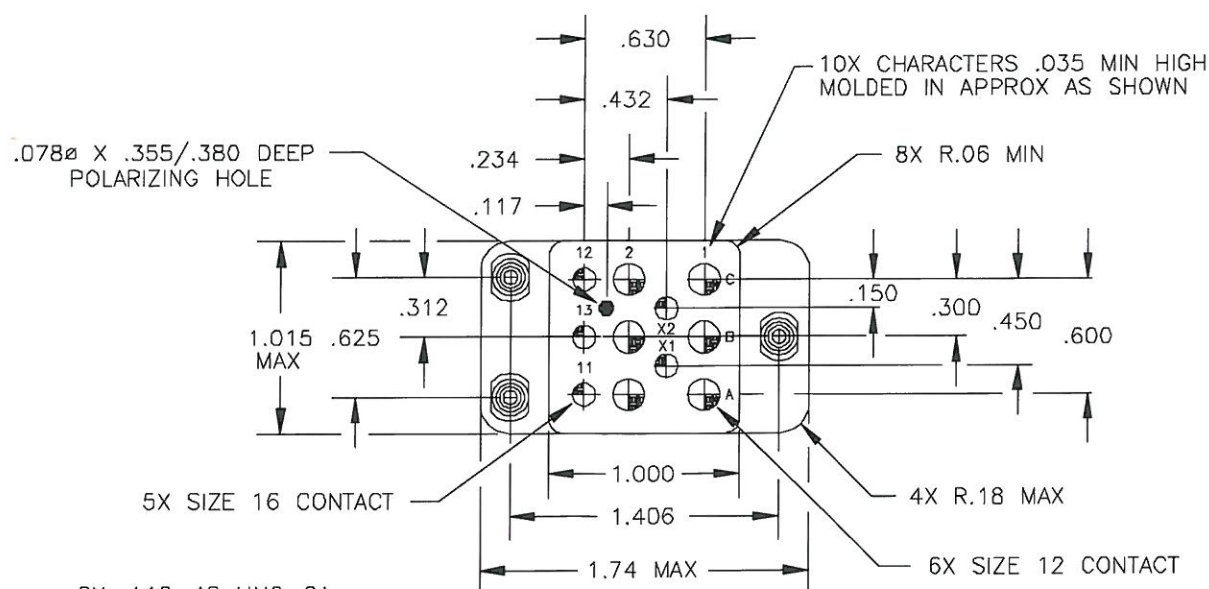 .630
10X CHARACTERS .035 MIN HIGH
MOLDED IN APPROX AS SHOWN
.432
.078ø X .355/.380 DEEP
POLARIZING HOLE
.234
8X R.06 MIN
.117
12 2 1
C
13
X2
B
X1
11
A
.312
1.015
MAX
.625
.150
.300
.450
.600
1.000
5X SIZE 16 CONTACT
4X R.18 MAX
1.406
1.74 MAX
6X SIZE 12 CONTACT